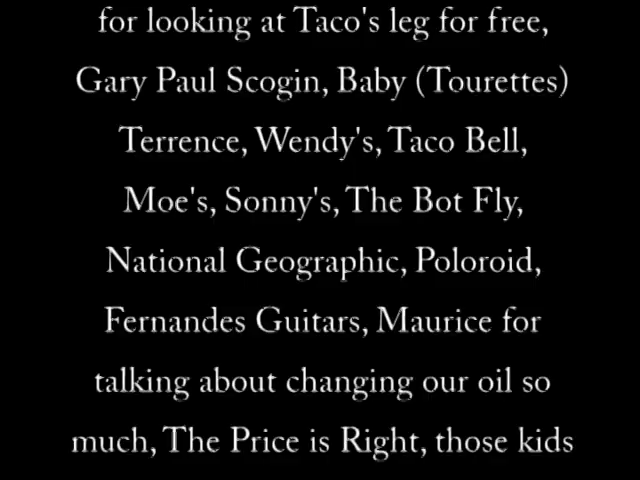 for looking at Taco's leg for free,
Gary Paul Scogin, Baby (Tourettes)
Terrence, Wendy's, Taco Bell,
Moe's, Sonny's, The Bot Fly,
National Geographic, Poloroid,
Fernandes Guitars, Maurice for
talking about changing our oil so
much, The Price is Right, those kids